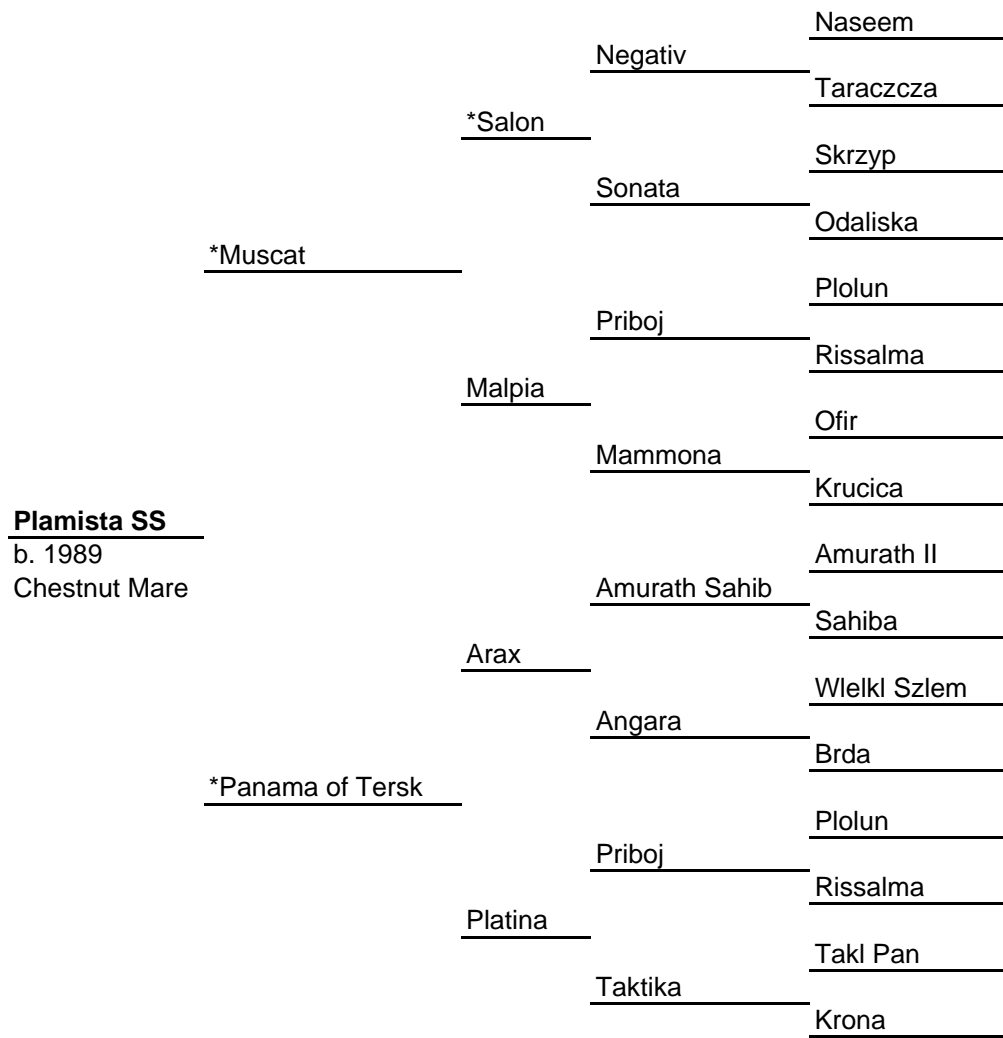 Naseem
Negativ
Taraczcza
*Salon
Skrzyp
Sonata
Odaliska
*Muscat
Plolun
Priboj
Rissalma
Malpia
Ofir
Mammona
Krucica
Plamista SS
b. 1989
Chestnut Mare
Amurath II
Amurath Sahib
Sahiba
Arax
Wlelkl Szlem
Angara
Brda
*Panama of Tersk
Plolun
Priboj
Rissalma
Platina
Takl Pan
Taktika
Krona